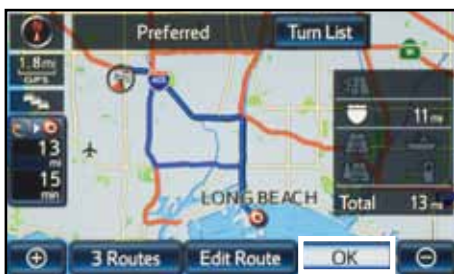 Preferred
Turn List
1.8mi
GPS
405
11mi
13
mi
15
min
LONG BEACH
Total 13mi
3 Routes
Edit Route
OK